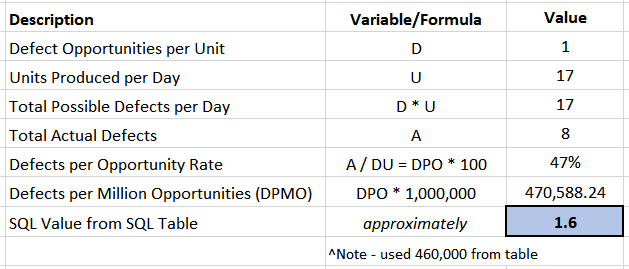 Description Variable/Formula Value
Defect Opportunities per Unit D 1
Units Produced per Day U 17
Total Possible Defects per Day D * U 17
Total Actual Defects A 8
Defects per Opportunity Rate A / DU = DPO * 100 47%
Defects per Million Opportunities (DPMO) DPO * 1,000,000 470,588.24
SQL Value from SQL Table approximately 1.6
^Note - used 460,000 from table